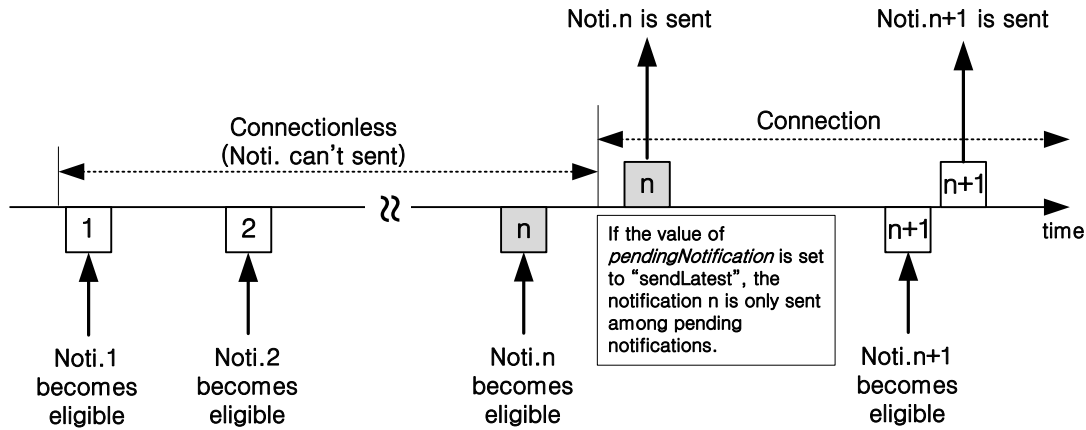 Noti.n is sent
Noti.n+1 is sent
Connectionless
(Noti. can't sent)
Connection
n
n+1
1
2
n
n+1
time
If the value of
pendingNotification is set
to “sendLatest”, the
notification n is only sent
among pending
notifications.
Noti.1
becomes
eligible
Noti.2
becomes
eligible
Noti.n
becomes
eligible
Noti.n+1
becomes
eligible